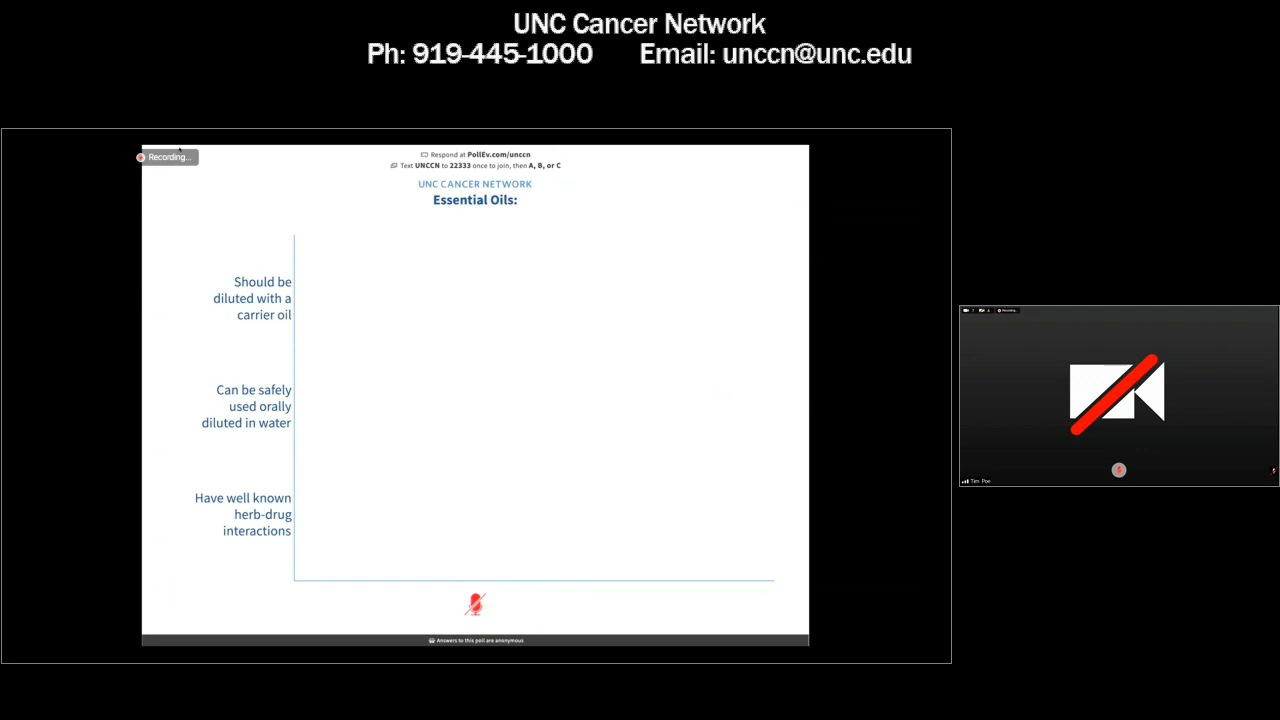 UNC Cancer Network
Ph: 919-445-1000 Email: unccn@unc.edu
Recording...
Respond at PollEv.com/unccn
Text UNCCN to 22333 once to join, then A, B, or C
UNC CANCER NETWORK
Essential Oils:
Should be
diluted with a
carrier oil
Can be safely
used orally
diluted in water
Have well known
herb-drug
interactions
Answers to this poll are anonymous
Recording...
Tim Poe